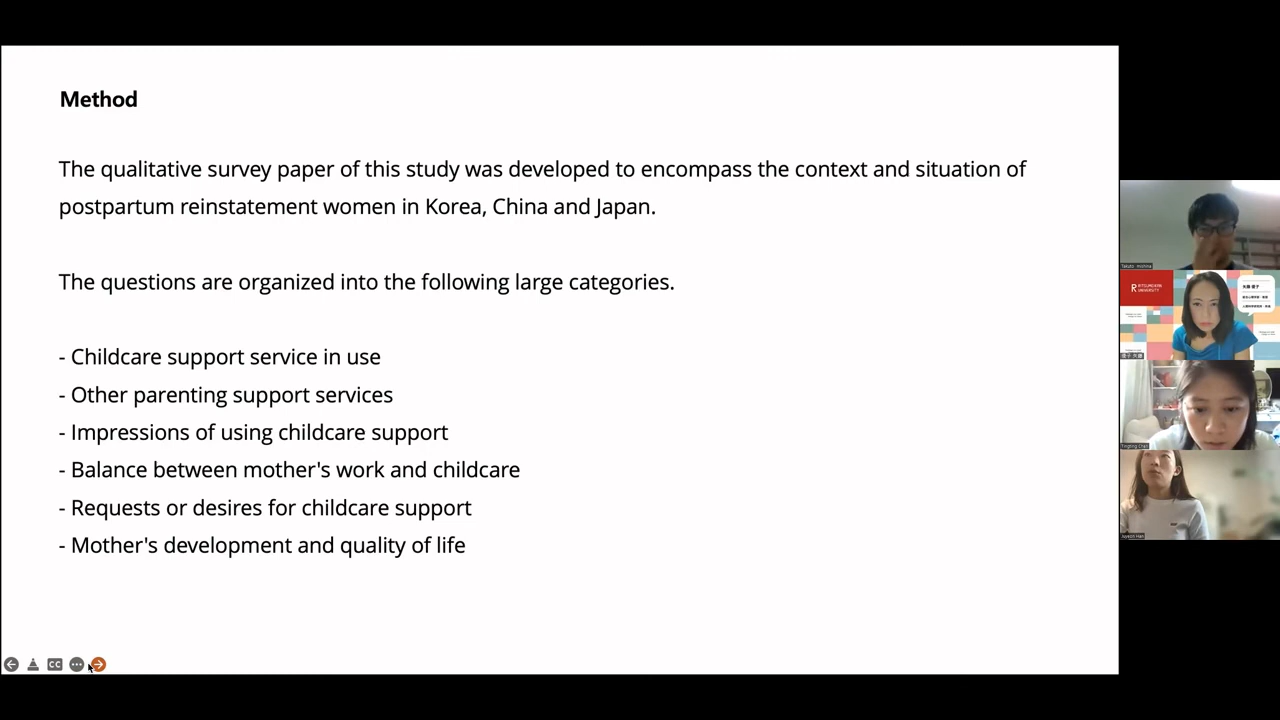 Method
The qualitative survey paper of this study was developed to encompass the context and situation of
postpartum reinstatement women in Korea, China and Japan.
The questions are organized into the following large categories.
- Childcare support service in use
- Other parenting support services
- Impressions of using childcare support
- Balance between mother's work and childcare
- Requests or desires for childcare support
- Mother's development and quality of life
CC
R RITSUMEIKAN
UNIVERSITY